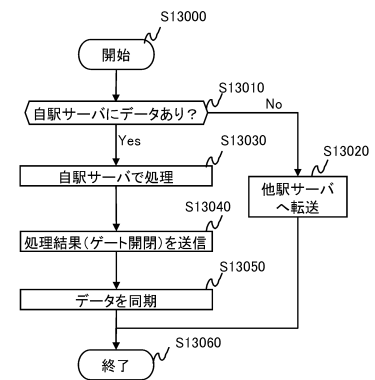 S13000
開始
S13010
自駅サーバにデータあり？
No
Yes
S13030
S13020
自駅サーバで処理
他駅サーバ
へ転送
S13040
処理結果（ゲート開閉）を送信
S13050
データを同期
S13060
終了